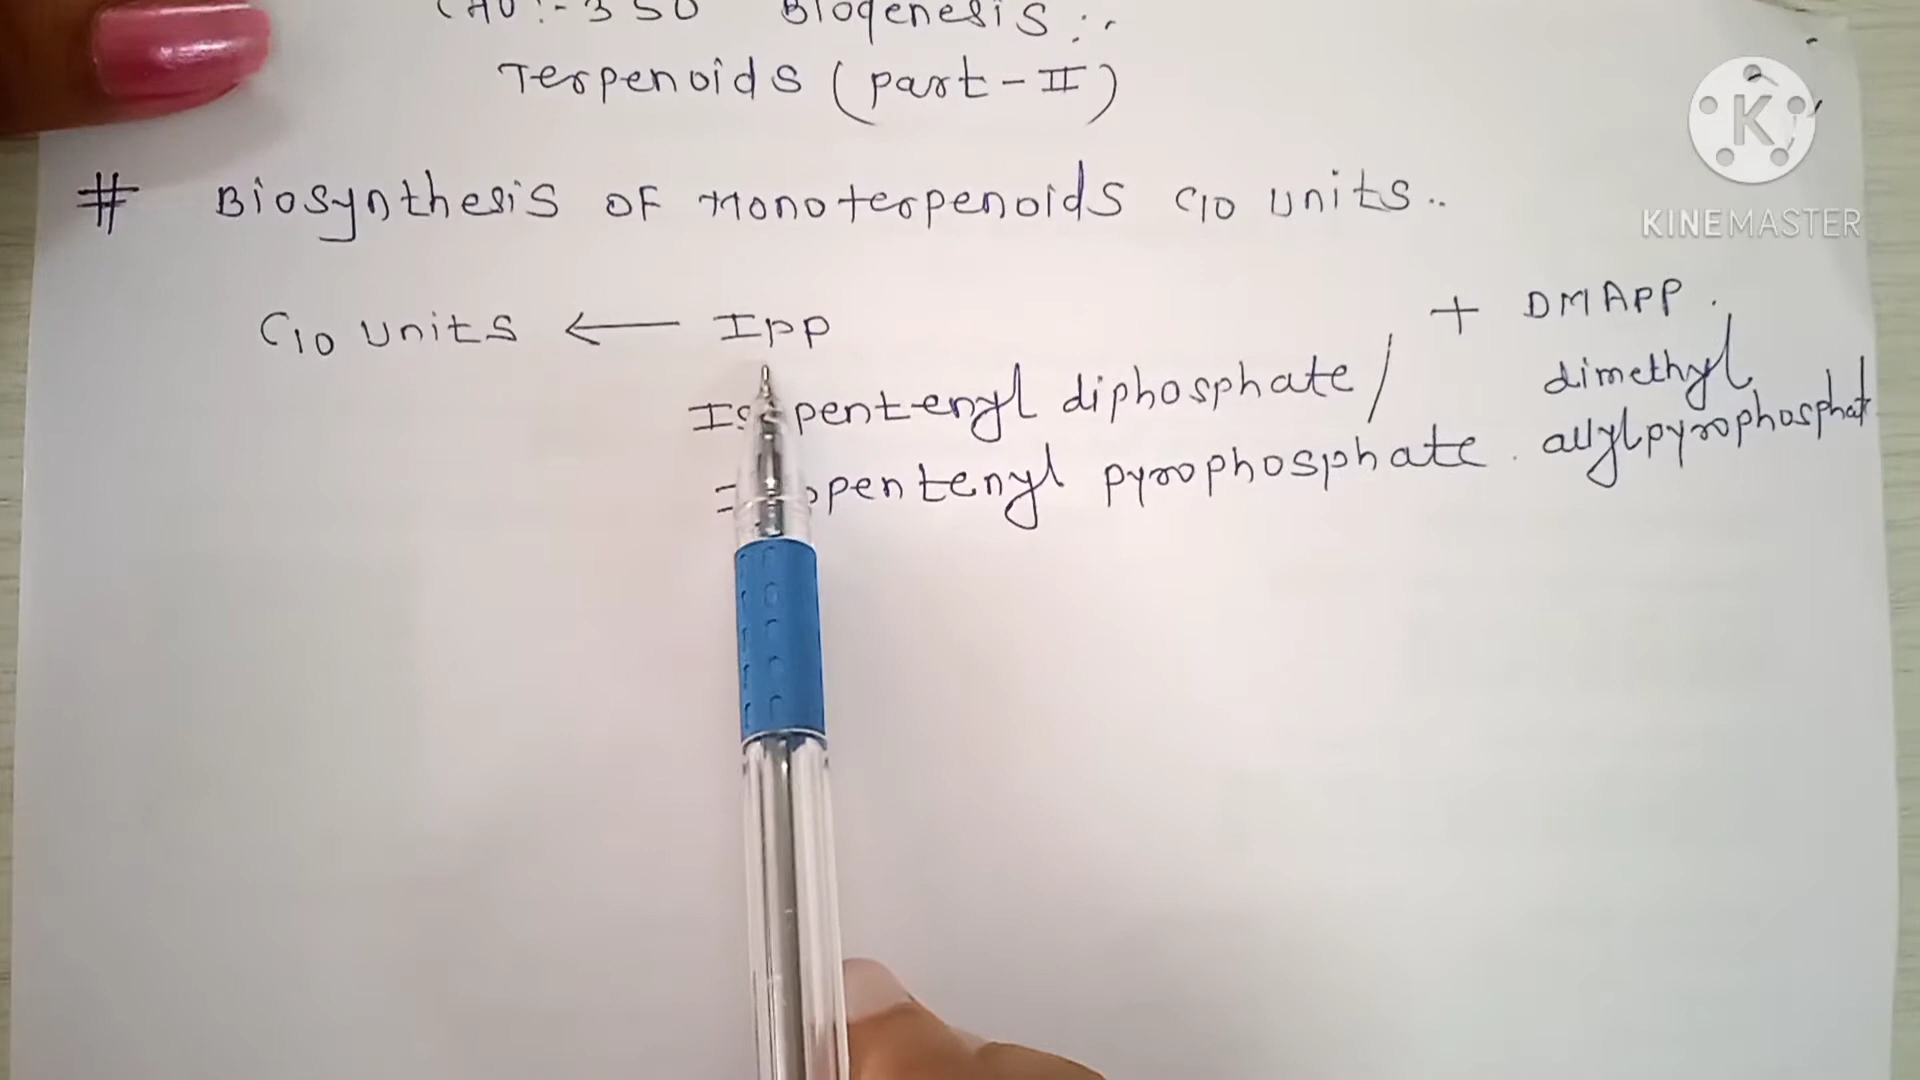 Biogenesis :.
Terpenoids (part-II)
# Biosynthesis of Monoterpenoids C10 units..
C10 units ← IPP + DMAPP.
pentenyl diphosphate / dimethyl
pentenyl pyrophosphate. allylpyrophosphat
K
KINEMASTER